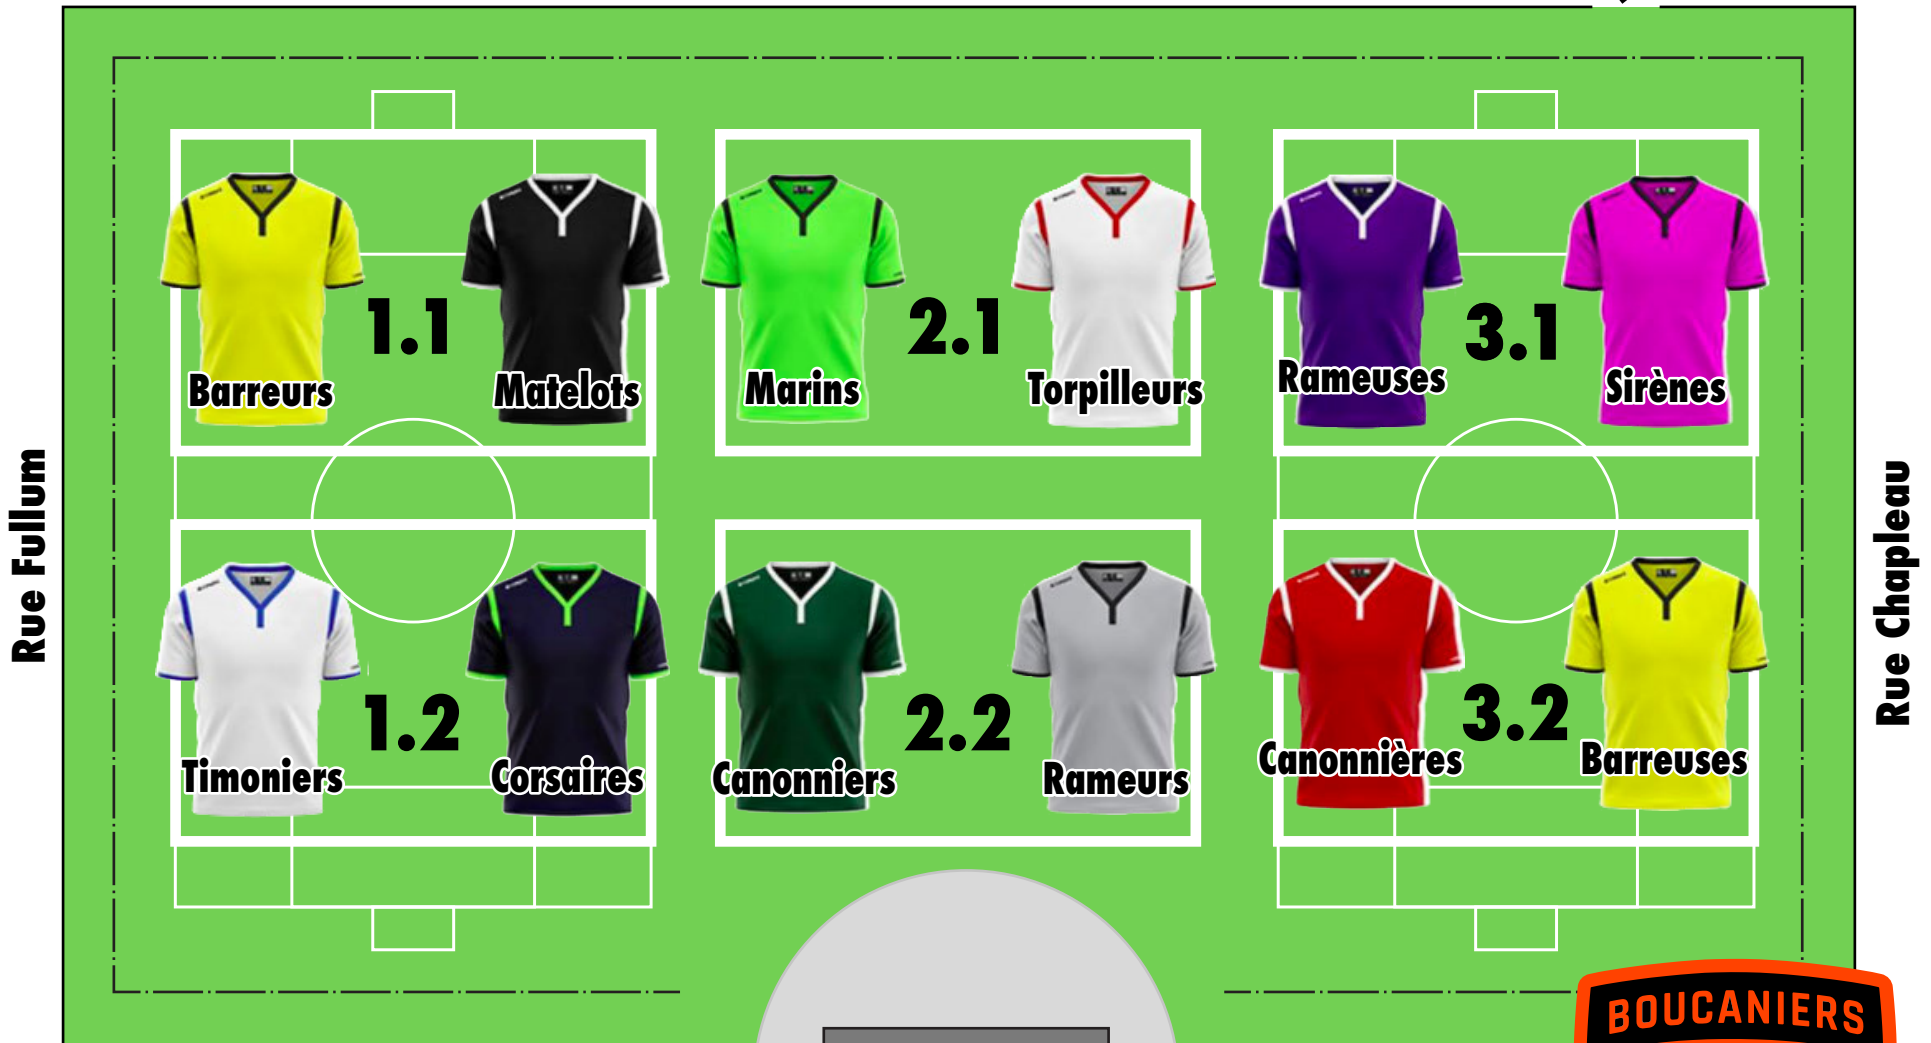 Barreurs
1.1
Matelots
Marins
2.1
Torpilleurs
Rameuses
3.1
Sirènes
Rue Fullum
Rue Chapleau
Timoniers
1.2
Corsaires
Canonniers
2.2
Rameurs
Canonnières
3.2
Barreuses
BOUCANIERS